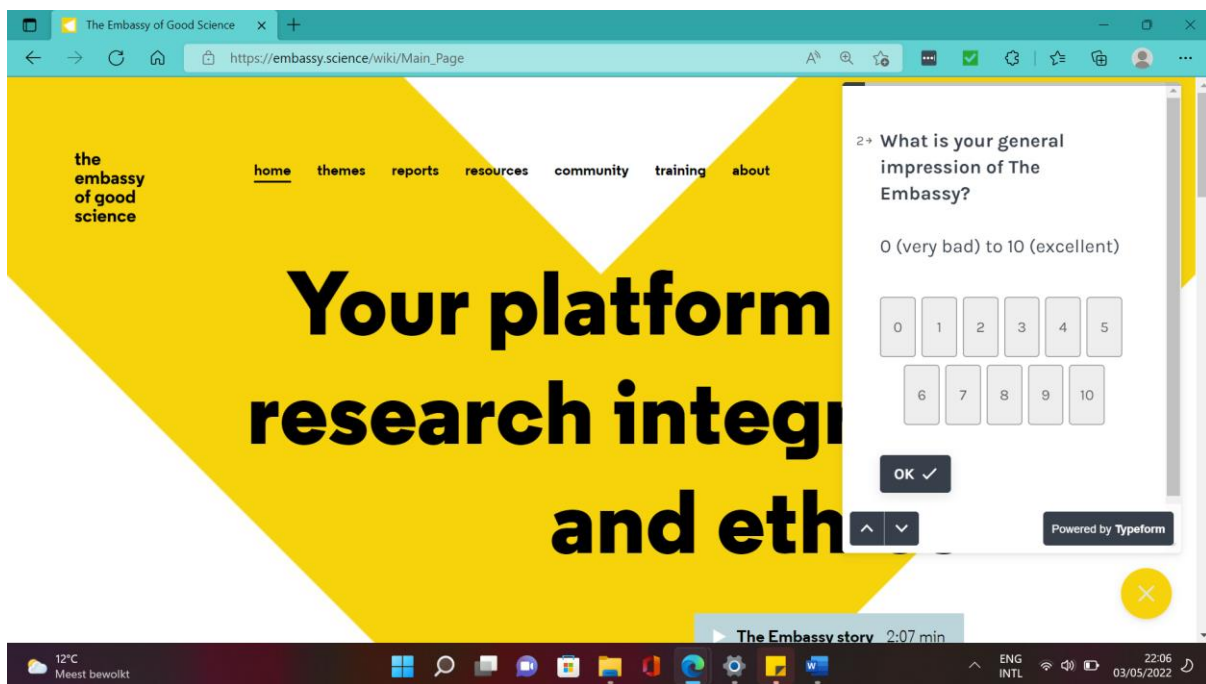 The Embassy of Good Science
https://embassy.science/wiki/Main_Page
the
embassy
of good
science
home themes reports resources community training about
Your platform
research integr
and eth
The Embassy story 2:07 min
2→ What is your general
impression of The
Embassy?
0 (very bad) to 10 (excellent)
0 1 2 3 4 5
6 7 8 9 10
OK
Powered by Typeform
12°C
Meest bewolkt
ENG
INTL
22:06
03/05/2022